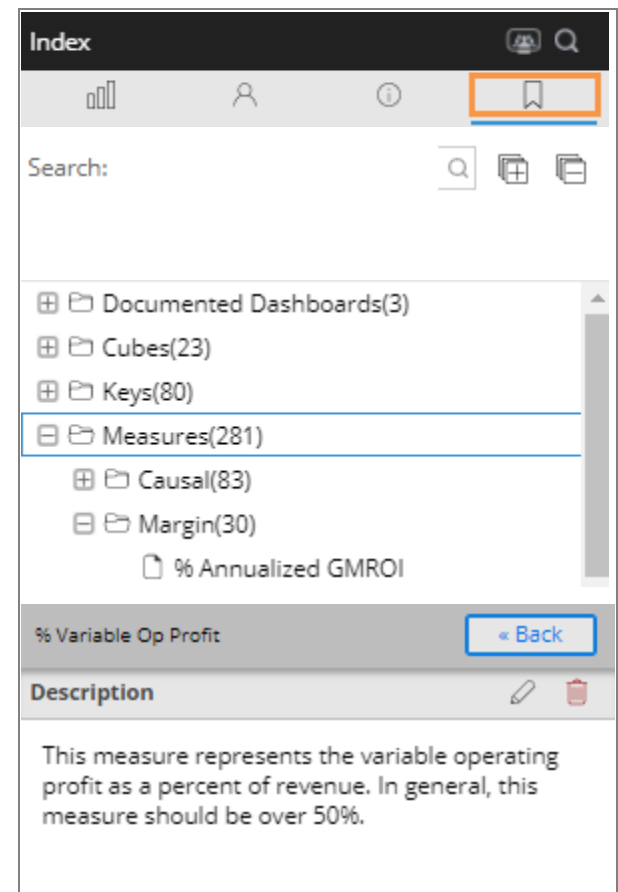 Index
Search:
Documented Dashboards(3)
Cubes(23)
Keys(80)
Measures(281)
Causal(83)
Margin(30)
% Annualized GMROI
% Variable Op Profit
« Back
Description
This measure represents the variable operating
profit as a percent of revenue. In general, this
measure should be over 50%.